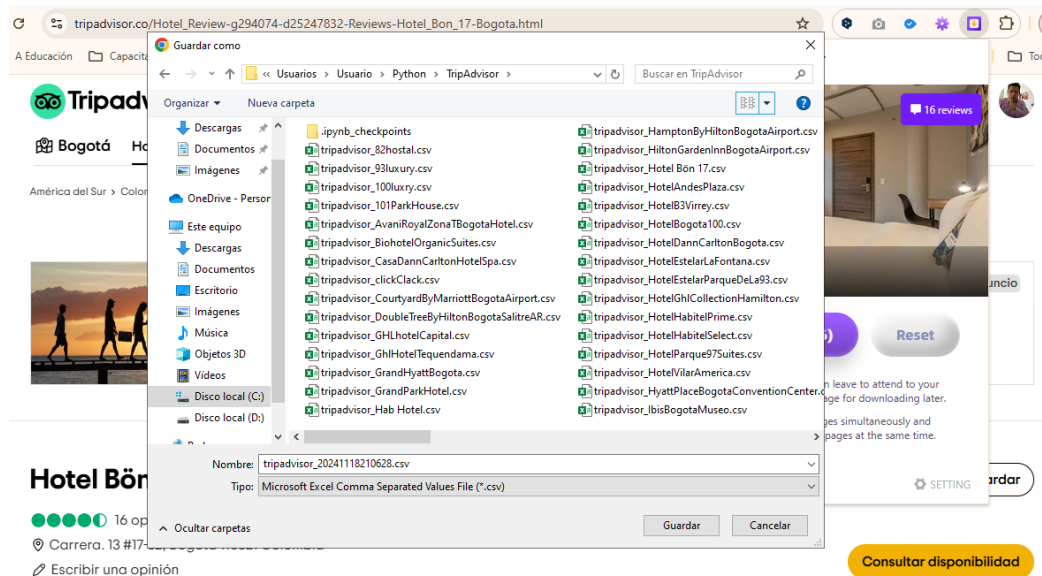 tripadvisor.co/Hotel_Review-g294074-d25247832-Reviews-Hotel_Bon_17-Bogota.html
A Educación
Guardar como
« Usuarios › Usuario › Python › TripAdvisor ›
Buscar en TripAdvisor
Organizar
Nueva carpeta
Bogotá
América del Sur ›
Descargas
Documentos
Imágenes
OneDrive - Person
Este equipo
Descargas
Documentos
Escritorio
Imágenes
Música
Objetos 3D
Vídeos
Disco local (C:)
Disco local (D:)
.ipynb_checkpoints
tripadvisor_82hostal.csv
tripadvisor_93luxury.csv
tripadvisor_100luxry.csv
tripadvisor_101ParkHouse.csv
tripadvisor_AvaniRoyalZonaTBogotaHotel.csv
tripadvisor_BiohotelOrganicSuites.csv
tripadvisor_CasaDannCarltonHotelSpa.csv
tripadvisor_clickClack.csv
tripadvisor_CourtyardByMarriottBogotaAirport.csv
tripadvisor_DoubleTreeByHiltonBogotaSalitreAR.csv
tripadvisor_GHLhotelCapital.csv
tripadvisor_GhlHotelTequendama.csv
tripadvisor_GrandHyattBogota.csv
tripadvisor_GrandParkHotel.csv
tripadvisor_Hab Hotel.csv
tripadvisor_HamptonByHiltonBogotaAirport.csv
tripadvisor_HiltonGardenInnBogotaAirport.csv
tripadvisor_Hotel Bön 17.csv
tripadvisor_HotelAndesPlaza.csv
tripadvisor_HotelB3Virrey.csv
tripadvisor_HotelBogota100.csv
tripadvisor_HotelDannCarltonBogota.csv
tripadvisor_HotelEstelarLaFontana.csv
tripadvisor_HotelEstelarParqueDeLa93.csv
tripadvisor_HotelGhlCollectionHamilton.csv
tripadvisor_HotelHabitelPrime.csv
tripadvisor_HotelHabitelSelect.csv
tripadvisor_HotelParque97Suites.csv
tripadvisor_HotelVilarAmerica.csv
tripadvisor_HyattPlaceBogotaConventionCenter.c
tripadvisor_IbisBogotaMuseo.csv
Nombre: tripadvisor_20241118210628.csv
Tipo: Microsoft Excel Comma Separated Values File (*.csv)
Ocultar carpetas
Guardar
Cancelar
16 reviews
Reset
n leave to attend to your
age for downloading later.
ges simultaneously and
pages at the same time.
SETTING
Hotel Bön
16 op
Carrera. 13 #17-
Escribir una opinión
Consultar disponibilidad